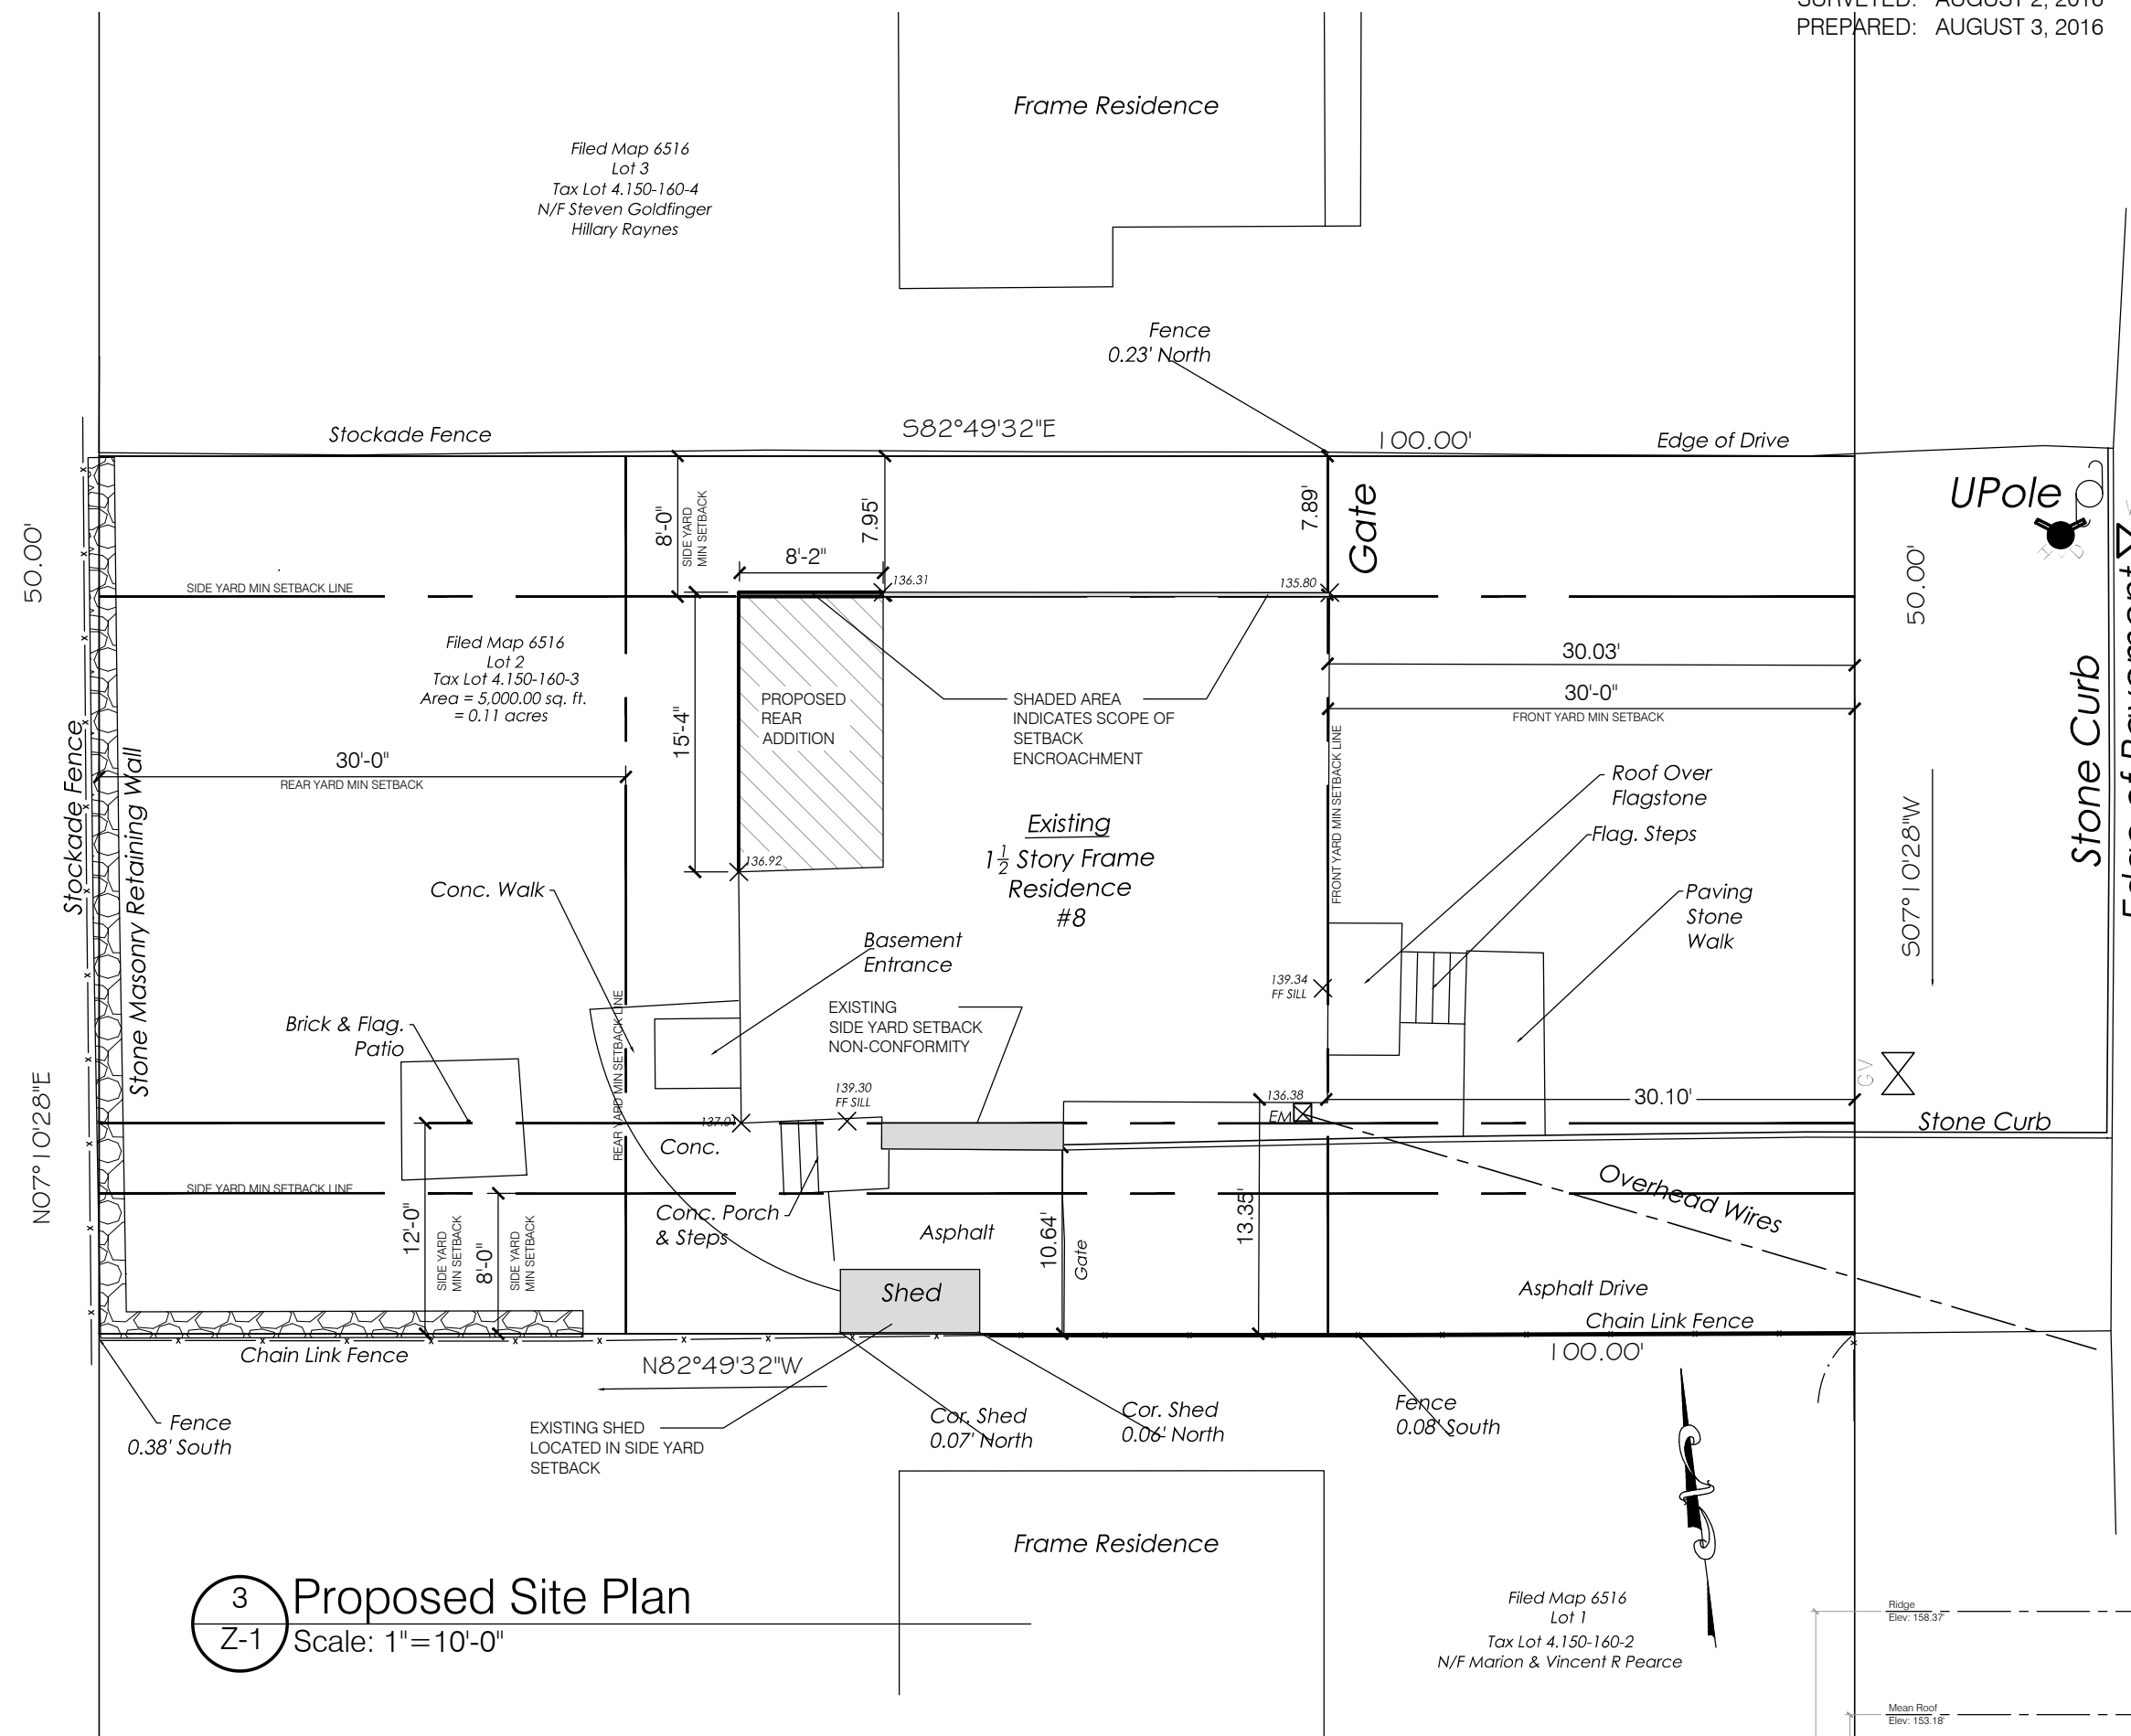 PREPARED: AUGUST 3, 2016
Frame Residence
Filed Map 6516
Lot 3
Tax Lot 4.150-160-4
N/F Steven Goldfinger
Hillary Raynes
Fence
0.23' North
Stockade Fence
S82°49'32"E
100.00'
Edge of Drive
UPole
Gate
50.00'
50.00'
8'-0"
SIDE YARD
MIN SETBACK
7.95'
7.89'
8'-2"
136.31
135.80
SIDE YARD MIN SETBACK LINE
Filed Map 6516
Lot 2
Tax Lot 4.150-160-3
Area = 5,000.00 sq. ft.
= 0.11 acres
15'-4"
PROPOSED
REAR
ADDITION
SHADED AREA
INDICATES SCOPE OF
SETBACK
ENCROACHMENT
30.03'
30'-0"
FRONT YARD MIN SETBACK
FRONT YARD MIN SETBACK LINE
30'-0"
REAR YARD MIN SETBACK
Stockade Fence
Stone Masonry Retaining Wall
Stone Curb
S07°10'28"W
Roof Over
Flagstone
Flag. Steps
Paving
Stone
Walk
Existing
1 1/2 Story Frame
Residence
#8
136.92
Conc. Walk
Basement
Entrance
139.34
FF SILL
EXISTING
SIDE YARD SETBACK
NON-CONFORMITY
Brick & Flag.
Patio
REAR YARD MIN SETBACK LINE
139.30
FF SILL
137.01
136.38
EM
30.10'
GV
Stone Curb
N07°10'28"E
Conc.
SIDE YARD MIN SETBACK LINE
12'-0"
SIDE YARD
MIN SETBACK
8'-0"
SIDE YARD
MIN SETBACK
Conc. Porch
& Steps
Asphalt
10.64'
Gate
13.35'
Overhead Wires
Shed
Asphalt Drive
Chain Link Fence
Chain Link Fence
N82°49'32"W
100.00'
Fence
0.38' South
EXISTING SHED
LOCATED IN SIDE YARD
SETBACK
Cor. Shed
0.07' North
Cor. Shed
0.06' North
Fence
0.08' South
Frame Residence
3
Z-1
Proposed Site Plan
Scale: 1"=10'-0"
Filed Map 6516
Lot 1
Tax Lot 4.150-160-2
N/F Marion & Vincent R Pearce
Ridge
Elev: 158.37'
Mean Roof
Elev: 153.18'